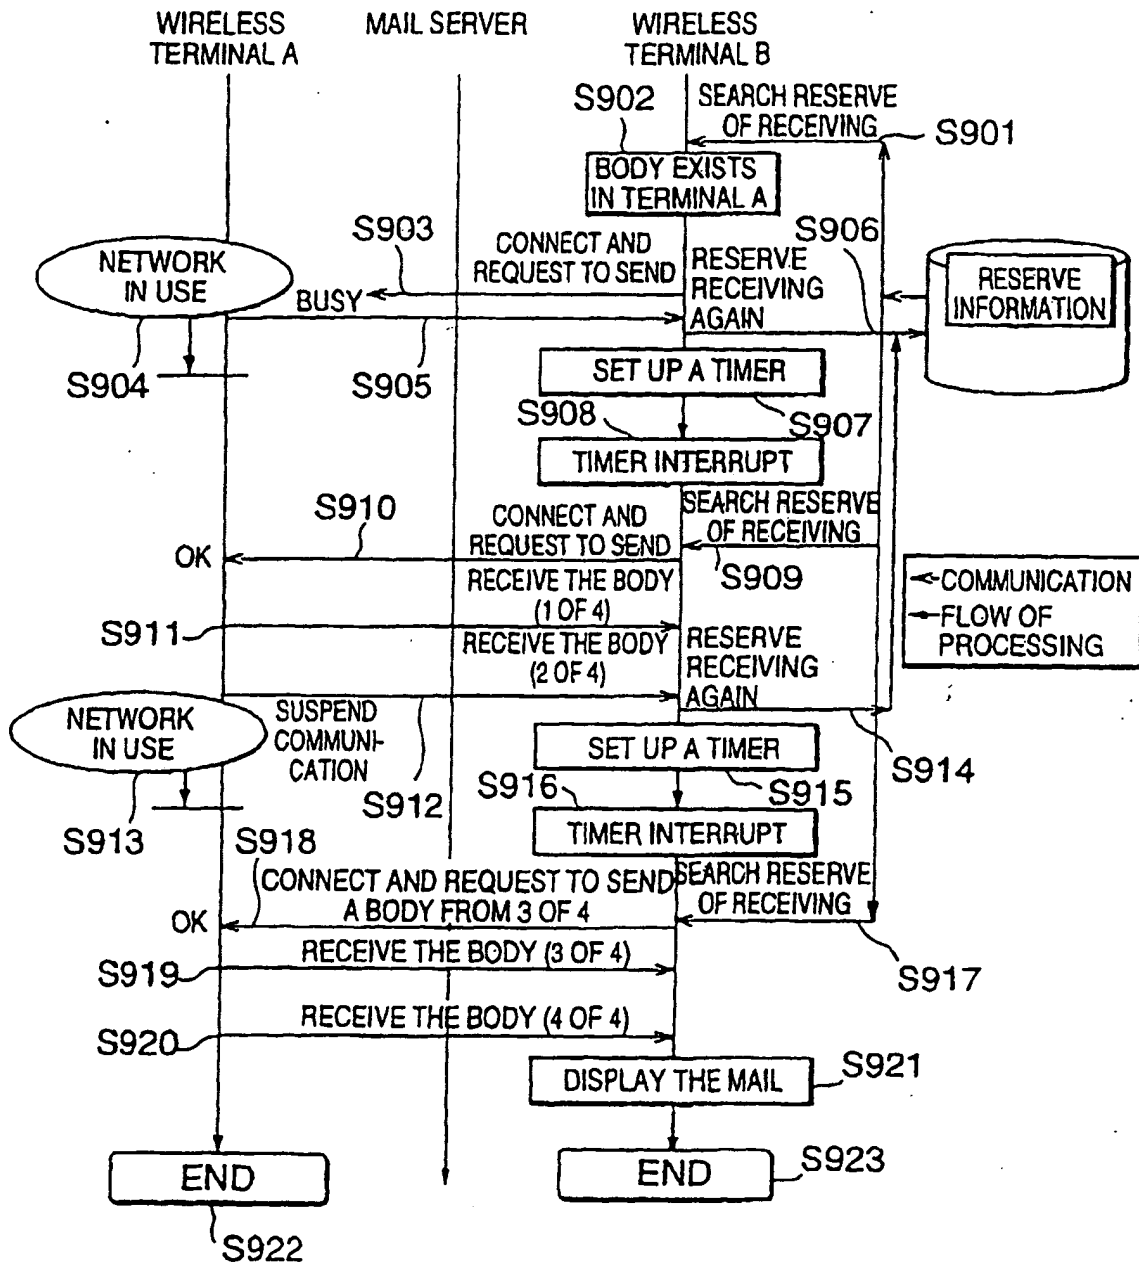 WIRELESS
TERMINAL A
MAIL SERVER
WIRELESS
TERMINAL B
S902
SEARCH RESERVE
OF RECEIVING
S901
BODY EXISTS
IN TERMINAL A
S903
CONNECT AND
REQUEST TO SEND
S906
NETWORK
IN USE
BUSY
RESERVE
RECEIVING
AGAIN
RESERVE
INFORMATION
S904
S905
SET UP A TIMER
S908
S907
TIMER INTERRUPT
S910
CONNECT AND
REQUEST TO SEND
SEARCH RESERVE
OF RECEIVING
OK
S909
COMMUNICATION
FLOW OF
PROCESSING
RECEIVE THE BODY
(1 OF 4)
S911
RECEIVE THE BODY
(2 OF 4)
RESERVE
RECEIVING
AGAIN
NETWORK
IN USE
SUSPEND
COMMUNI-
CATION
SET UP A TIMER
S914
S912
S916
S915
S913
S918
TIMER INTERRUPT
CONNECT AND REQUEST TO SEND
A BODY FROM 3 OF 4
SEARCH RESERVE
OF RECEIVING
OK
RECEIVE THE BODY (3 OF 4)
S919
S917
RECEIVE THE BODY (4 OF 4)
S920
DISPLAY THE MAIL
S921
END
END
S923
S922